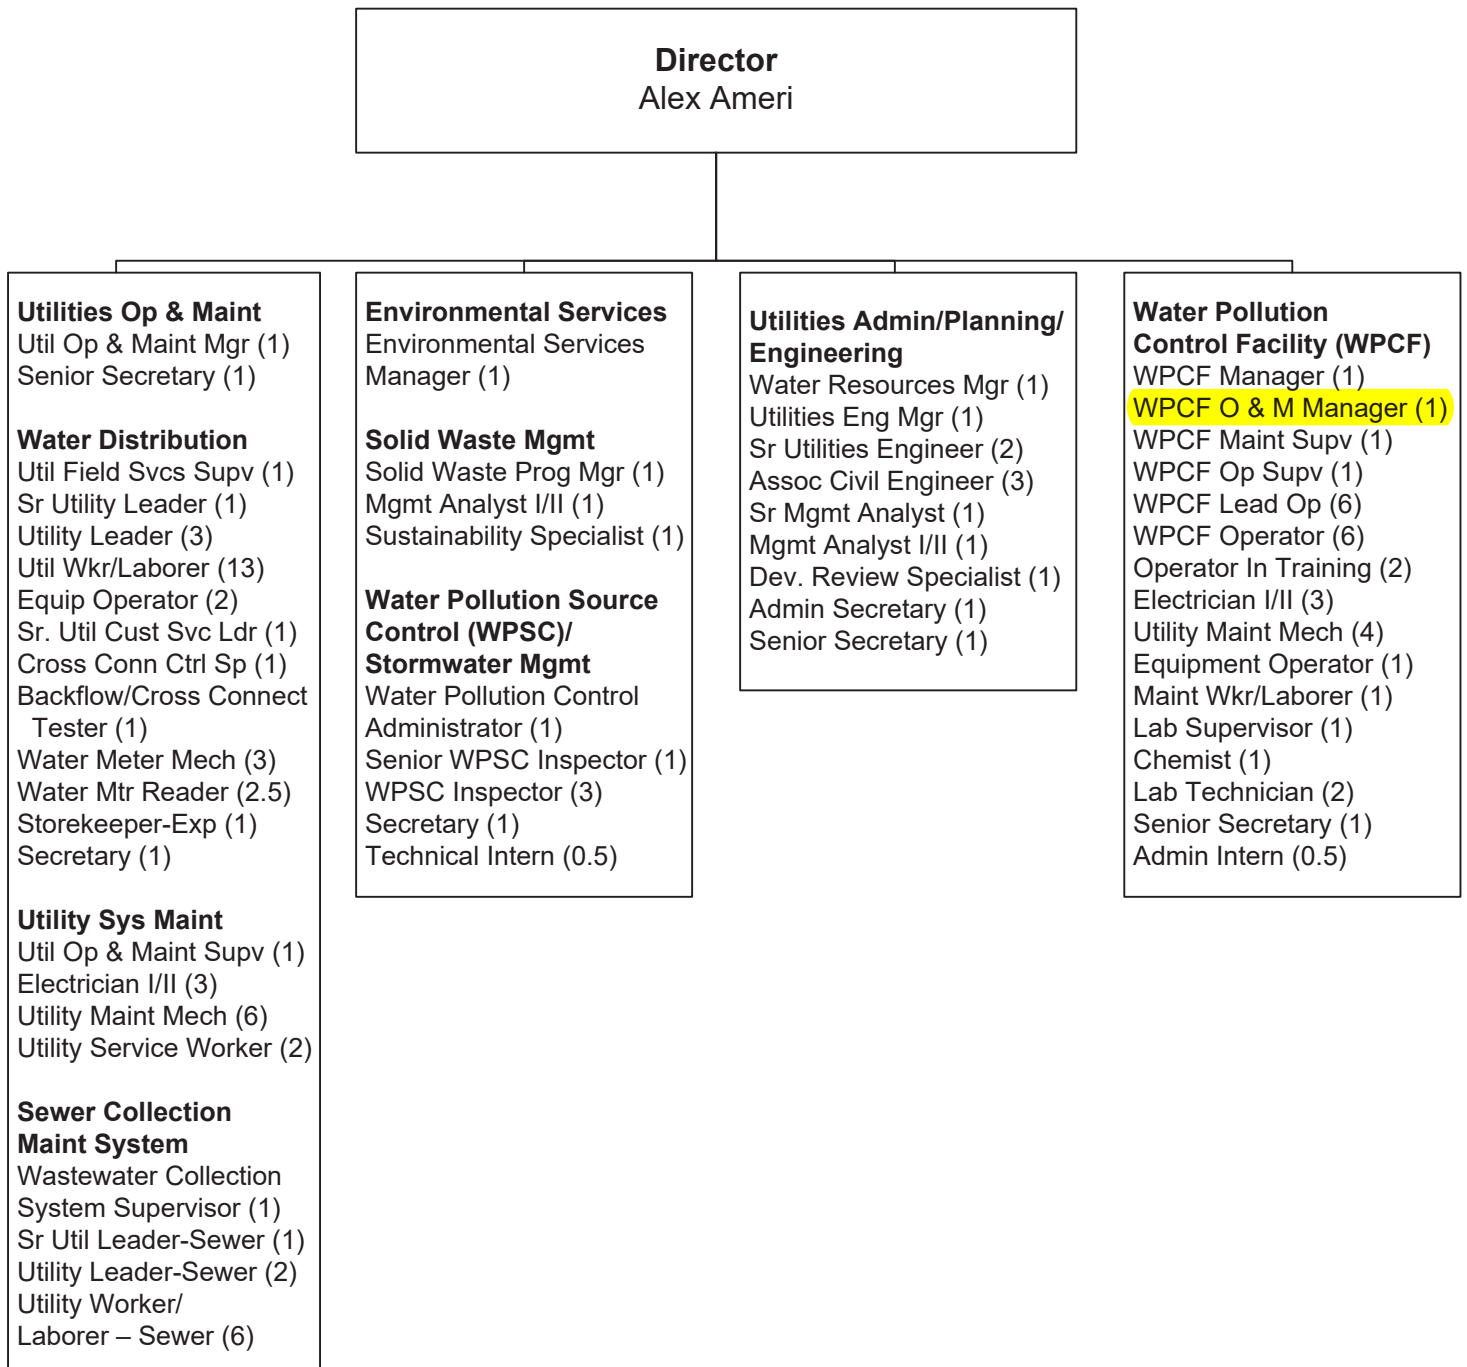 Director
Alex Ameri
Utilities Op & Maint
Util Op & Maint Mgr (1)
Senior Secretary (1)
Water Distribution
Util Field Svcs Supv (1)
Sr Utility Leader (1)
Utility Leader (3)
Util Wkr/Laborer (13)
Equip Operator (2)
Sr. Util Cust Svc Ldr (1)
Cross Conn Ctrl Sp (1)
Backflow/Cross Connect
Tester (1)
Water Meter Mech (3)
Water Mtr Reader (2.5)
Storekeeper-Exp (1)
Secretary (1)
Utility Sys Maint
Util Op & Maint Supv (1)
Electrician I/II (3)
Utility Maint Mech (6)
Utility Service Worker (2)
Sewer Collection
Maint System
Wastewater Collection
System Supervisor (1)
Sr Util Leader-Sewer (1)
Utility Leader-Sewer (2)
Utility Worker/
Laborer – Sewer (6)
Environmental Services
Environmental Services
Manager (1)
Solid Waste Mgmt
Solid Waste Prog Mgr (1)
Mgmt Analyst I/II (1)
Sustainability Specialist (1)
Water Pollution Source
Control (WPSC)/
Stormwater Mgmt
Water Pollution Control
Administrator (1)
Senior WPSC Inspector (1)
WPSC Inspector (3)
Secretary (1)
Technical Intern (0.5)
Utilities Admin/Planning/
Engineering
Water Resources Mgr (1)
Utilities Eng Mgr (1)
Sr Utilities Engineer (2)
Assoc Civil Engineer (3)
Sr Mgmt Analyst (1)
Mgmt Analyst I/II (1)
Dev. Review Specialist (1)
Admin Secretary (1)
Senior Secretary (1)
Water Pollution
Control Facility (WPCF)
WPCF Manager (1)
WPCF O & M Manager (1)
WPCF Maint Supv (1)
WPCF Op Supv (1)
WPCF Lead Op (6)
WPCF Operator (6)
Operator In Training (2)
Electrician I/II (3)
Utility Maint Mech (4)
Equipment Operator (1)
Maint Wkr/Laborer (1)
Lab Supervisor (1)
Chemist (1)
Lab Technician (2)
Senior Secretary (1)
Admin Intern (0.5)